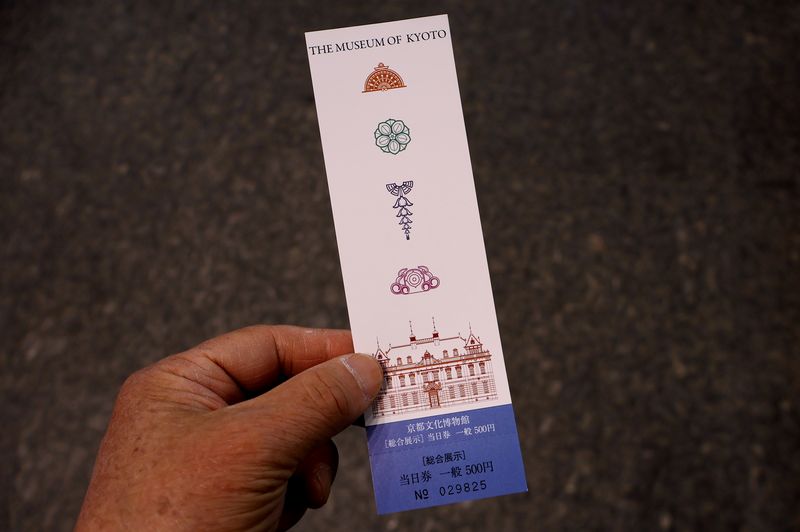 THE MUSEUM OF KYOTO
京都文化博物館
［総合展示］当日券 一般 500円
［総合展示］
当日券 一般 500円
№ 029825